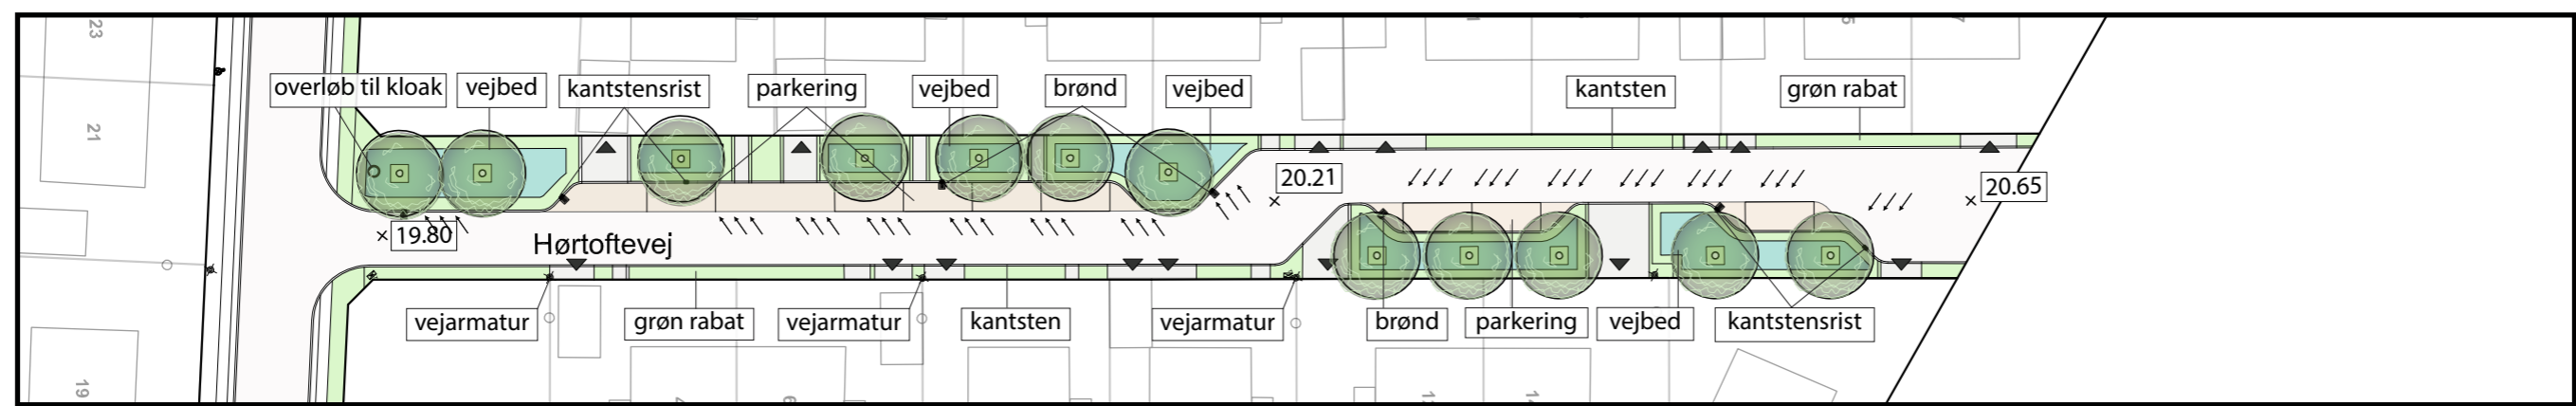 23
overløb til kloak
vejbed
kantstensrist
parkering
vejbed
brønd
vejbed
kantsten
grøn rabat
21
20.21
20.65
19.80
Hørtoftevej
vejarmatur
grøn rabat
vejarmatur
kantsten
vejarmatur
brønd
parkering
vejbed
kantstensrist
19